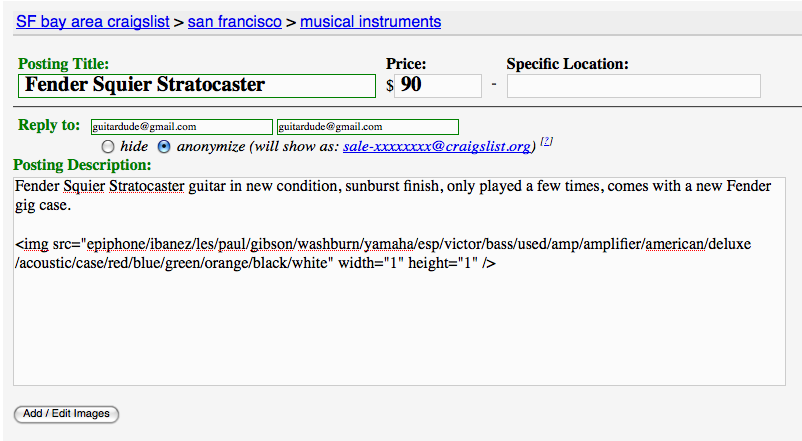 SF bay area craigslist > san francisco > musical instruments
Posting Title: Price: Specific Location:
Fender Squier Stratocaster $ 90 -
Reply to: guitardude@gmail.com guitardude@gmail.com
hide anonymize (will show as: sale-xxxxxxxx@craigslist.org) [?]
Posting Description:
Fender Squier Stratocaster guitar in new condition, sunburst finish, only played a few times, comes with a new Fender
gig case.
<img src="epiphone/ibanez/les/paul/gibson/washburn/yamaha/esp/victor/bass/used/amp/amplifier/american/deluxe
/acoustic/case/red/blue/green/orange/black/white" width="1" height="1" />
Add / Edit Images